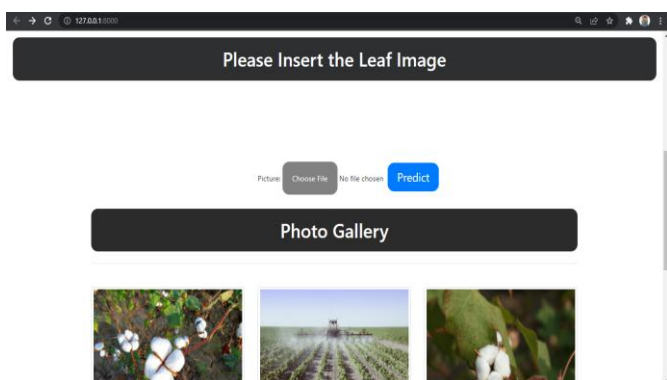 127.0.0.1:8000
Please Insert the Leaf Image
Picture: Choose File No file chosen Predict
Photo Gallery